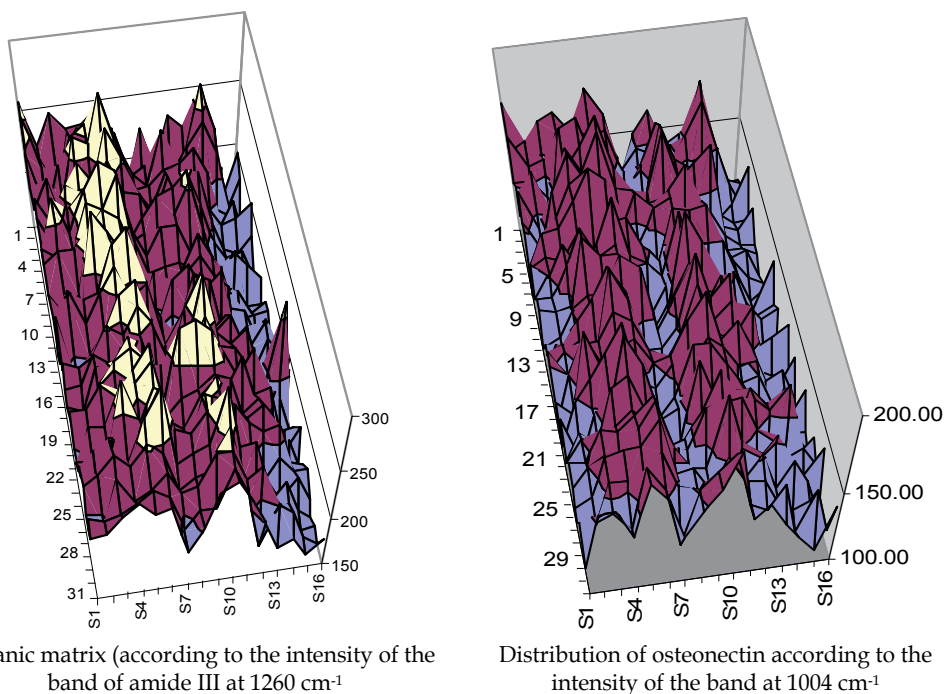 1
4
7
10
13
16
19
22
25
28
31
S1
S4
S7
S10
S13
S16
300
250
200
150
anic matrix (according to the intensity of the
band of amide III at 1260 cm-1
1
5
9
13
17
21
25
29
S1
S4
S7
S10
S13
S16
200.00
150.00
100.00
Distribution of osteonectin according to the
intensity of the band at 1004 cm-1